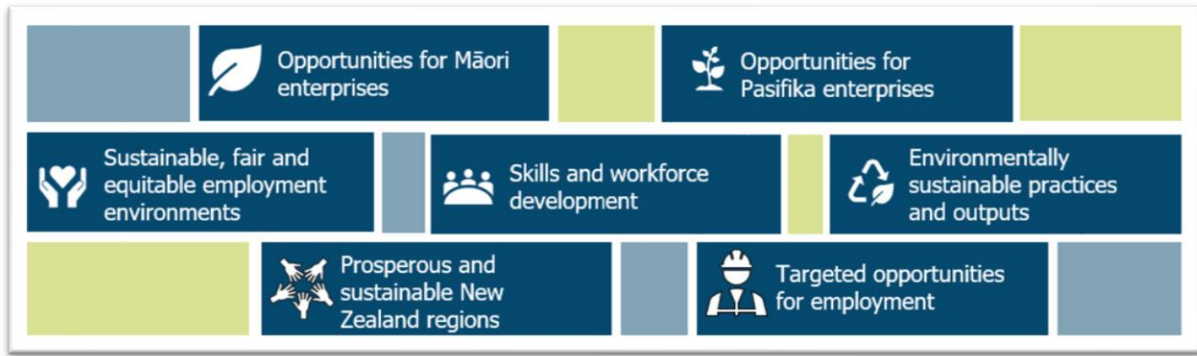 Opportunities for Māori
enterprises
Opportunities for
Pasifika enterprises
Sustainable, fair and
equitable employment
environments
Skills and workforce
development
Environmentally
sustainable practices
and outputs
Prosperous and
sustainable New
Zealand regions
Targeted opportunities
for employment